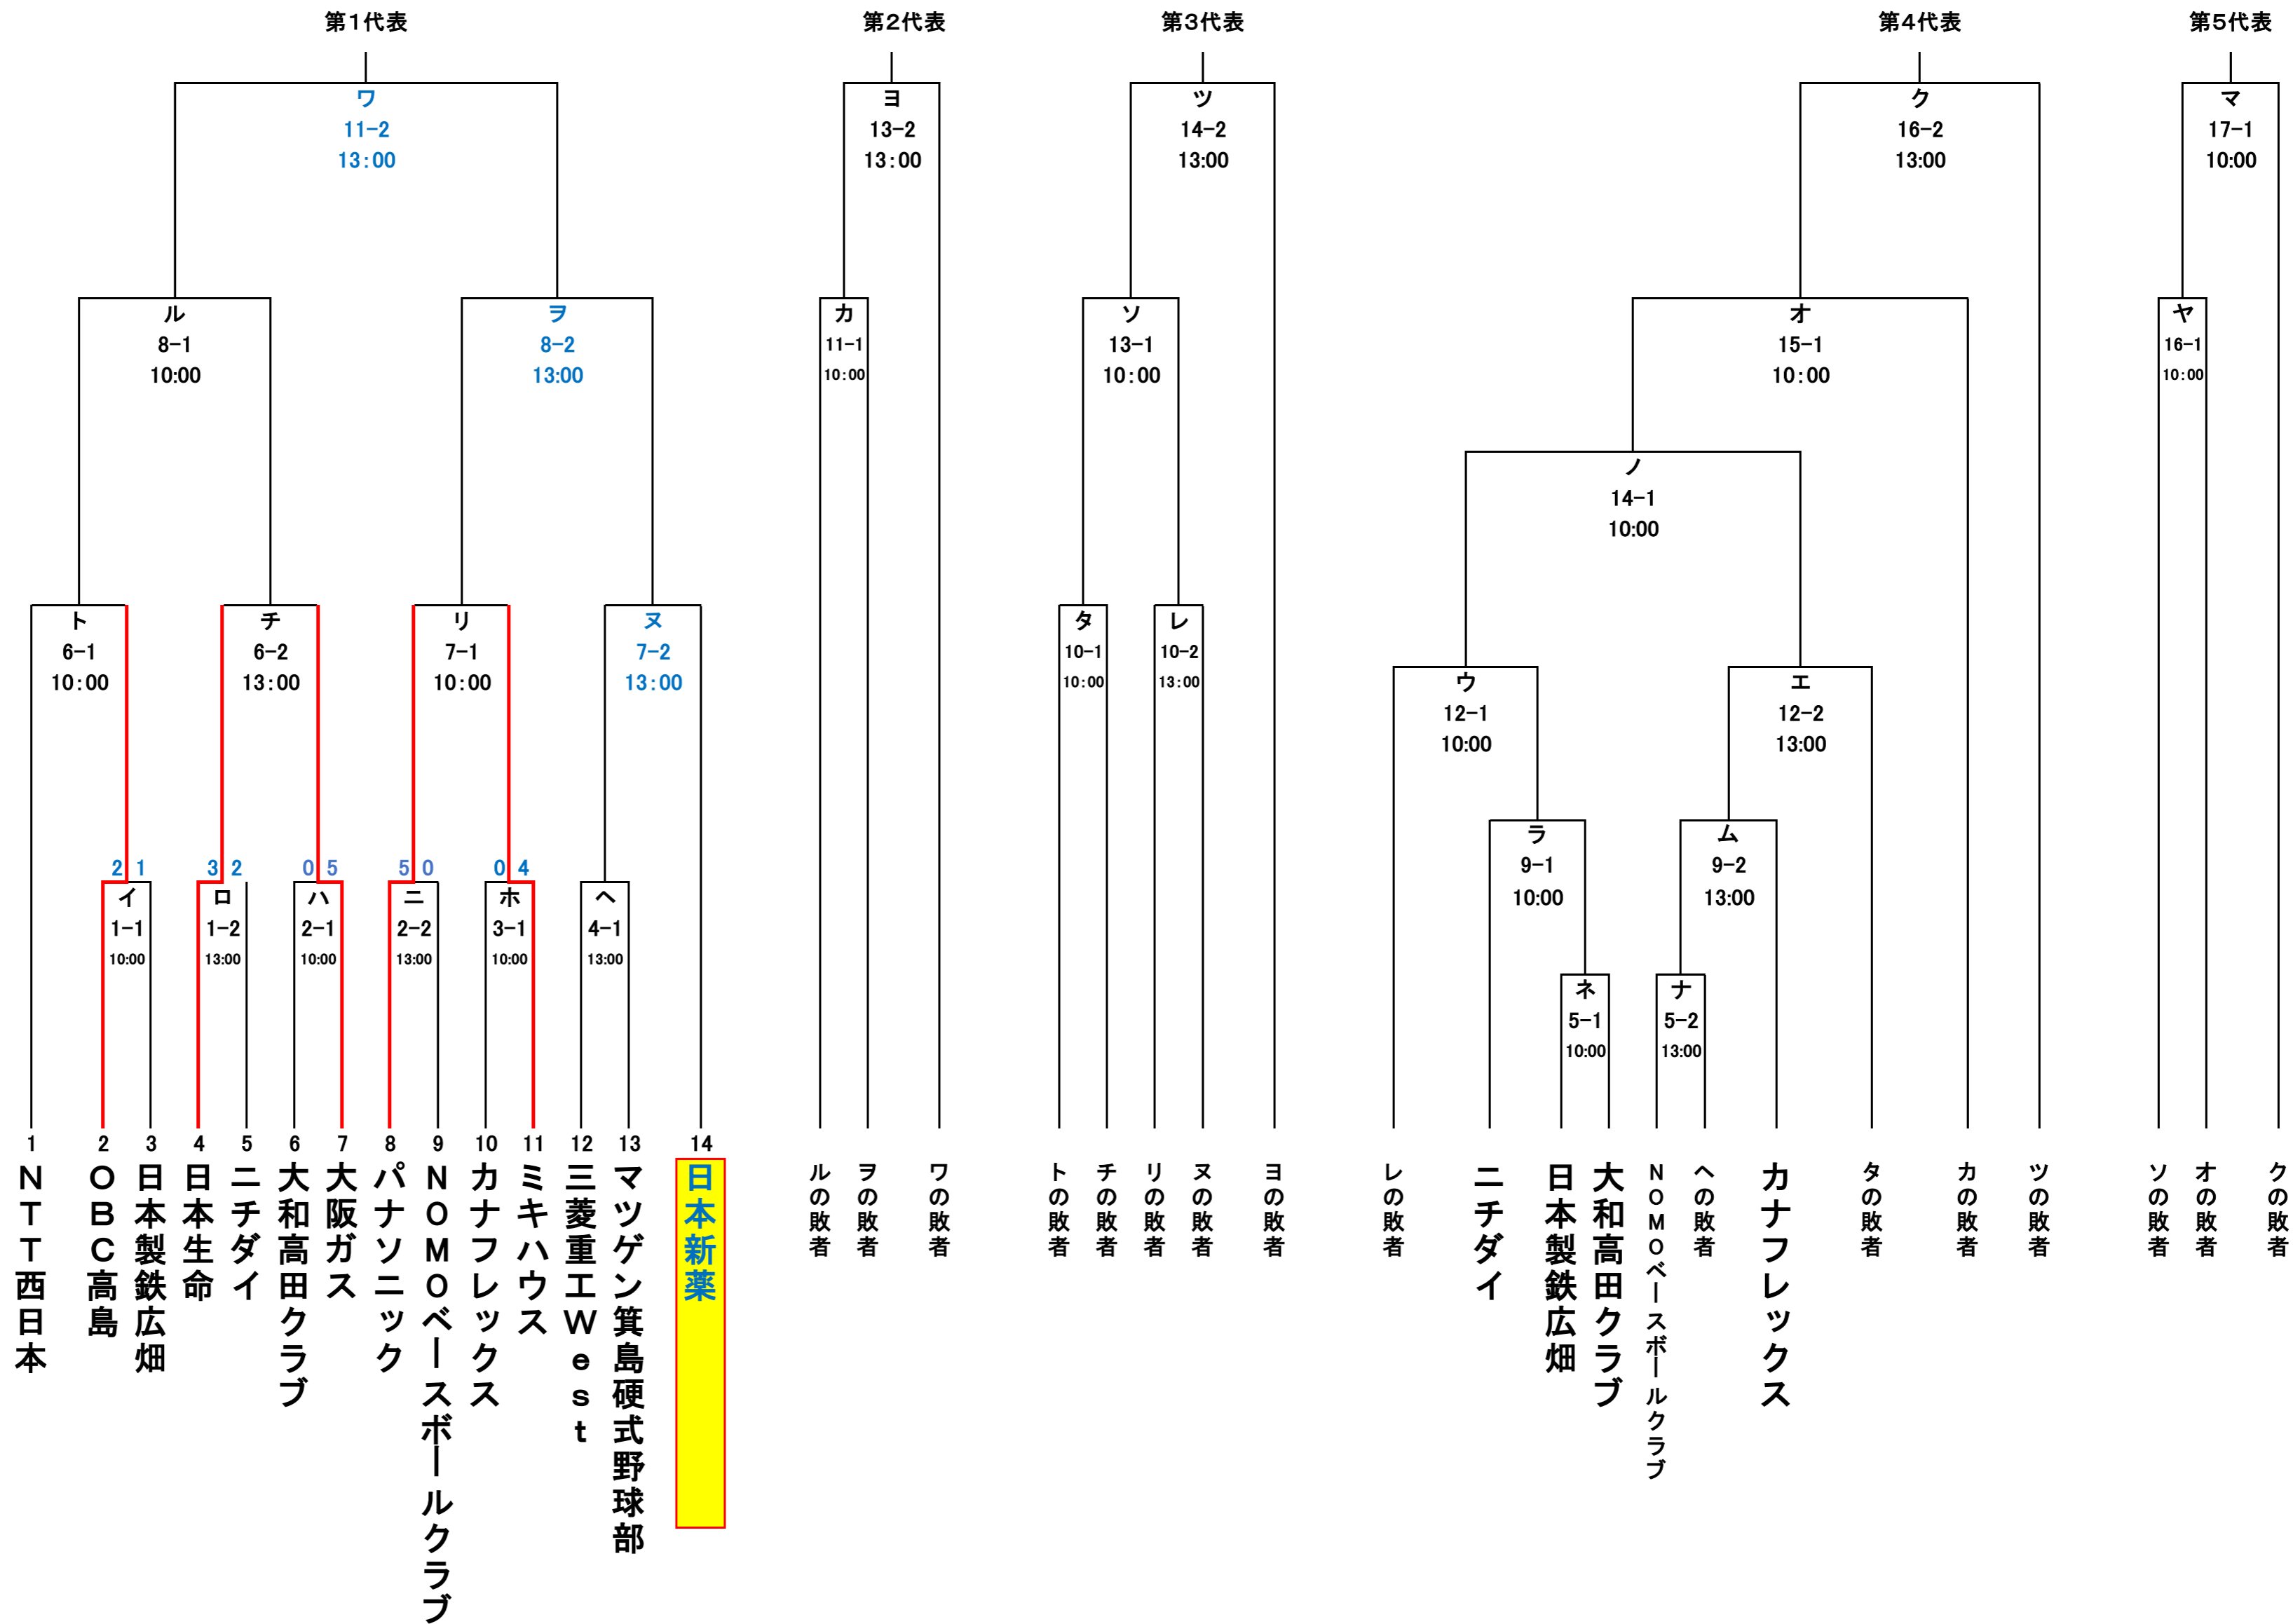 第1代表
第2代表
第3代表
第4代表
第5代表
ワ
11-2
13:00
ヨ
13-2
13:00
ツ
14-2
13:00
ク
16-2
13:00
マ
17-1
10:00
ル
8-1
10:00
ヲ
8-2
13:00
カ
11-1
10:00
ソ
13-1
10:00
オ
15-1
10:00
ヤ
16-1
10:00
ノ
14-1
10:00
ト
6-1
10:00
チ
6-2
13:00
リ
7-1
10:00
ヌ
7-2
13:00
タ
10-1
10:00
レ
10-2
13:00
ウ
12-1
10:00
エ
12-2
13:00
ラ
9-1
10:00
ム
9-2
13:00
2 1
イ
1-1
10:00
3 2
ロ
1-2
13:00
0 5
ハ
2-1
10:00
5 0
ニ
2-2
13:00
0 4
ホ
3-1
10:00
ヘ
4-1
13:00
ネ
5-1
10:00
ナ
5-2
13:00
1
NTT西日本
2
OBC高島
3
日本製鉄広畑
4
日本生命
5
ニチダイ
6
大和高田クラブ
7
大阪ガス
8
パナソニック
9
NOMOベースボールクラブ
10
カナフレックス
11
ミキハウス
12
三菱重工West
13
マツゲン箕島硬式野球部
14
日本新薬
ルの敗者
ヲの敗者
ワの敗者
トの敗者
チの敗者
リの敗者
ヌの敗者
ヨの敗者
レの敗者
ニチダイ
日本製鉄広畑
大和高田クラブ
NOMOベースボールクラブ
ヘの敗者
カナフレックス
タの敗者
カの敗者
ツの敗者
ソの敗者
オの敗者
クの敗者